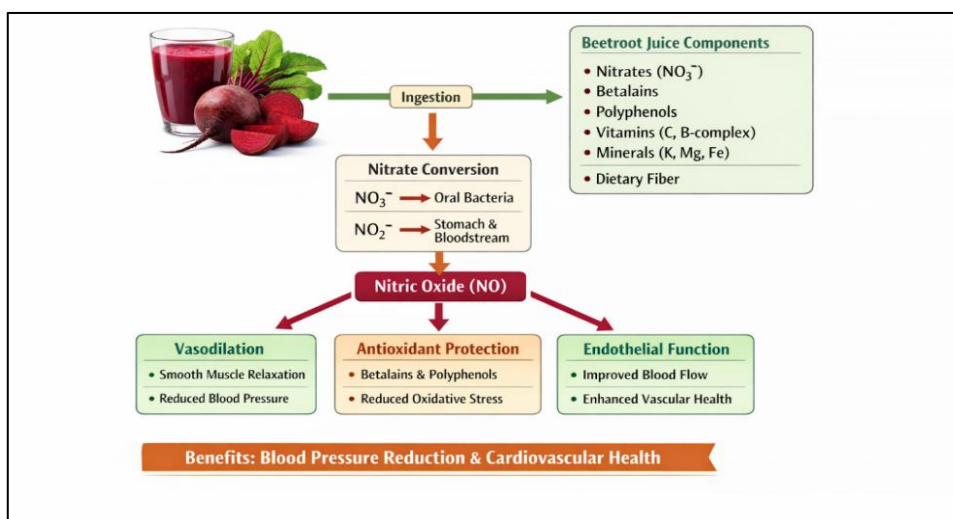 Ingestion
Beetroot Juice Components
• Nitrates (NO₃⁻)
• Betalains
• Polyphenols
• Vitamins (C, B-complex)
• Minerals (K, Mg, Fe)
• Dietary Fiber
Nitrate Conversion
NO₃⁻ → Oral Bacteria
NO₂⁻ → Stomach &
Bloodstream
Nitric Oxide (NO)
Vasodilation
• Smooth Muscle Relaxation
• Reduced Blood Pressure
Antioxidant Protection
• Betalains & Polyphenols
• Reduced Oxidative Stress
Endothelial Function
• Improved Blood Flow
• Enhanced Vascular Health
Benefits: Blood Pressure Reduction & Cardiovascular Health